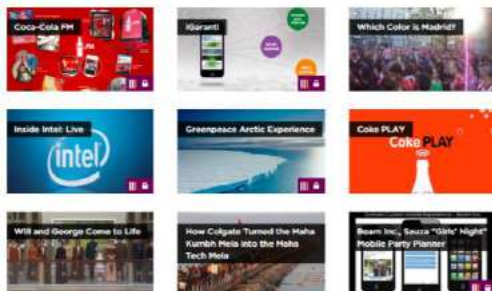 Coca-Cola FM
iGaranti
Which Color is Madrid?
Inside Intel: Live
Greenpeace Arctic Experience
Coke PLAY
intel
Coke PLAY
Will and George Come to Life
How Colgate Turned the Maha
Kumbh Mela into the Maha
Tech Mela
Beam Inc., Sauza "Girls' Night"
Mobile Party Planner